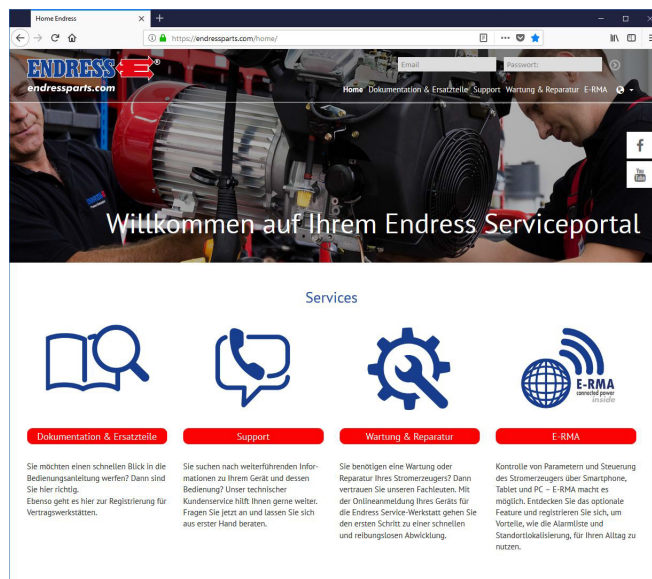 Home Endress
https://endressparts.com/home/
ENDRESS®
endressparts.com
Email
Passwort:
Home Dokumentation & Ersatzteile Support Wartung & Reparatur E-RMA
f
You
Tube
Willkommen auf Ihrem Endress Serviceportal
Services
E-RMA
connected power
inside
Dokumentation & Ersatzteile
Support
Wartung & Reparatur
E-RMA
Sie möchten einen schnellen Blick in die
Bedienungsanleitung werfen? Dann sind
Sie hier richtig.
Ebenso geht es hier zur Registrierung für
Vertragswerkstätten.
Sie suchen nach weiterführenden Infor-
mationen zu Ihrem Gerät und dessen
Bedienung? Unser technischer
Kundenservice hilft Ihnen gerne weiter.
Fragen Sie jetzt an und lassen Sie sich
aus erster Hand beraten.
Sie benötigen eine Wartung oder
Reparatur Ihres Stromerzeugers? Dann
vertrauen Sie unseren Fachleuten. Mit
der Onlineanmeldung Ihres Geräts für
die Endress Service-Werkstatt gehen Sie
den ersten Schritt zu einer schnellen
und reibungslosen Abwicklung.
Kontrolle von Parametern und Steuerung
des Stromerzeugers über Smartphone,
Tablet und PC – E-RMA macht es
möglich. Entdecken Sie das optionale
Feature und registrieren Sie sich, um
Vorteile, wie die Alarmliste und
Standortlokalisierung, für Ihren Alltag zu
nutzen.